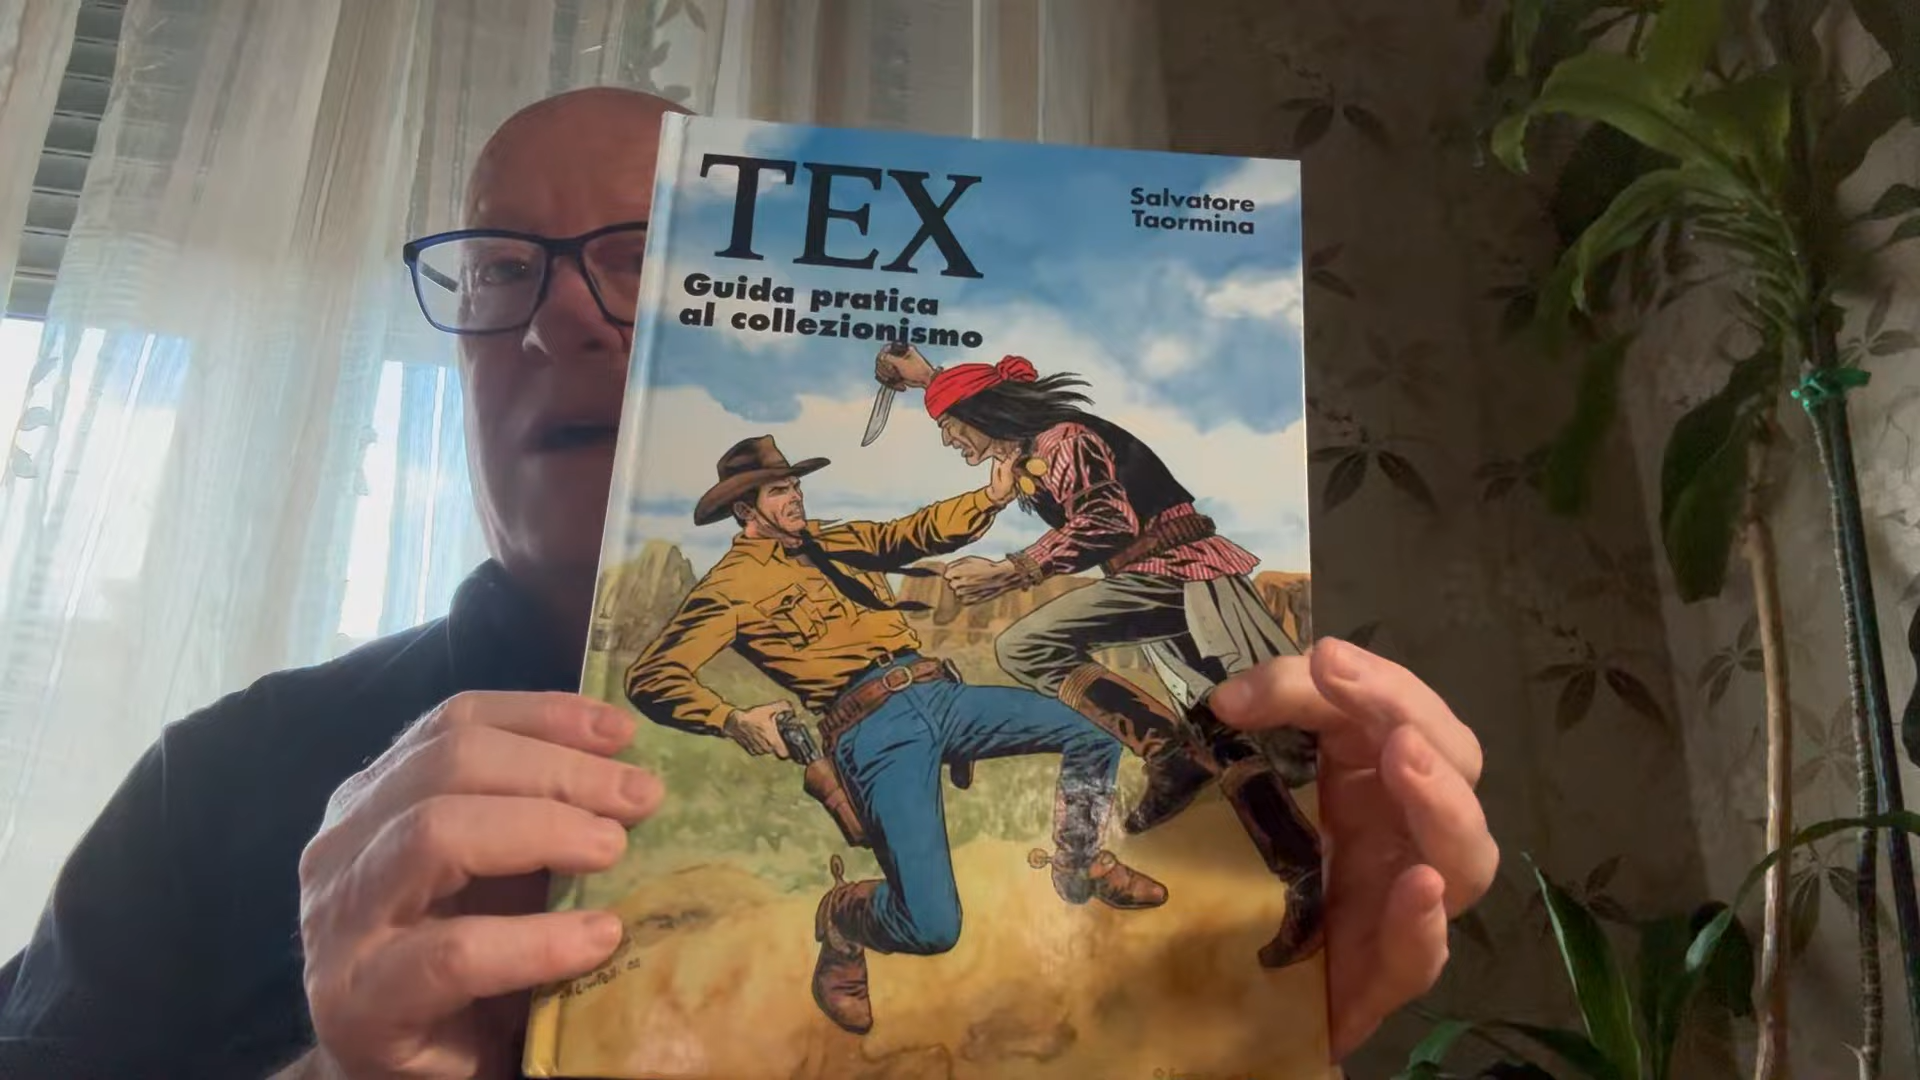 TEX
Salvatore
Taormina
Guida pratica
al collezionismo